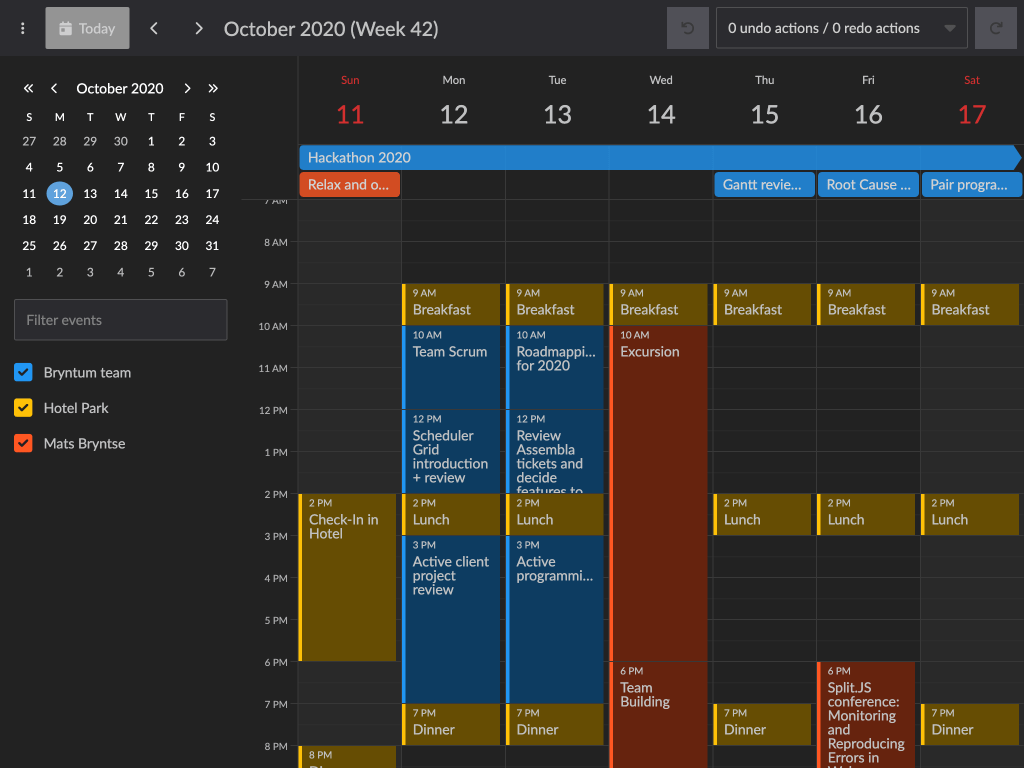 Today
October 2020 (Week 42)
0 undo actions / 0 redo actions
October 2020
S M T W T F S
27 28 29 30 1 2 3
4 5 6 7 8 9 10
11 12 13 14 15 16 17
18 19 20 21 22 23 24
25 26 27 28 29 30 31
1 2 3 4 5 6 7
Filter events
Bryntum team
Hotel Park
Mats Bryntse
Sun Mon Tue Wed Thu Fri Sat
11 12 13 14 15 16 17
Hackathon 2020
Relax and o... Gantt revie... Root Cause ... Pair progra...
7 AM
8 AM
9 AM
10 AM
11 AM
12 PM
1 PM
2 PM
3 PM
4 PM
5 PM
6 PM
7 PM
8 PM
2 PM
Check-In in
Hotel
8 PM
9 AM
Breakfast
10 AM
Team Scrum
12 PM
Scheduler
Grid
introduction
+ review
2 PM
Lunch
3 PM
Active client
project
review
7 PM
Dinner
9 AM
Breakfast
10 AM
Roadmappi...
for 2020
12 PM
Review
Assembla
tickets and
decide
features to
2 PM
Lunch
3 PM
Active
programmi...
7 PM
Dinner
9 AM
Breakfast
10 AM
Excursion
6 PM
Team
Building
9 AM
Breakfast
2 PM
Lunch
7 PM
Dinner
9 AM
Breakfast
2 PM
Lunch
6 PM
Split.JS
conference:
Monitoring
and
Reproducing
Errors in
9 AM
Breakfast
2 PM
Lunch
7 PM
Dinner